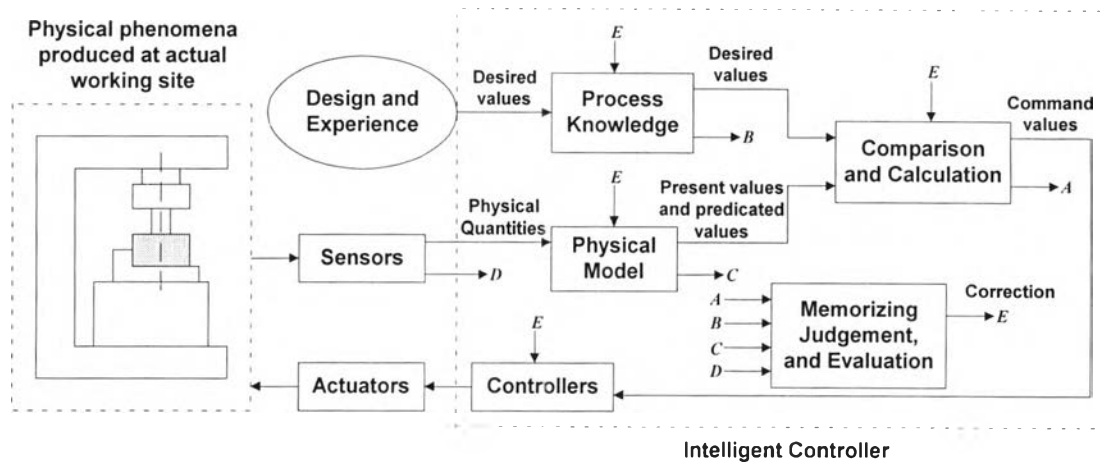 Physical phenomena
produced at actual
working site
Design and
Experience
Desired
values
E
Process
Knowledge
Desired
values
B
E
Comparison
and Calculation
Command
values
A
Sensors
Physical
Quantities
D
E
Physical
Model
Present values
and predicated
values
C
A
B
C
D
Memorizing
Judgement,
and Evaluation
Correction
E
Actuators
E
Controllers
Intelligent Controller